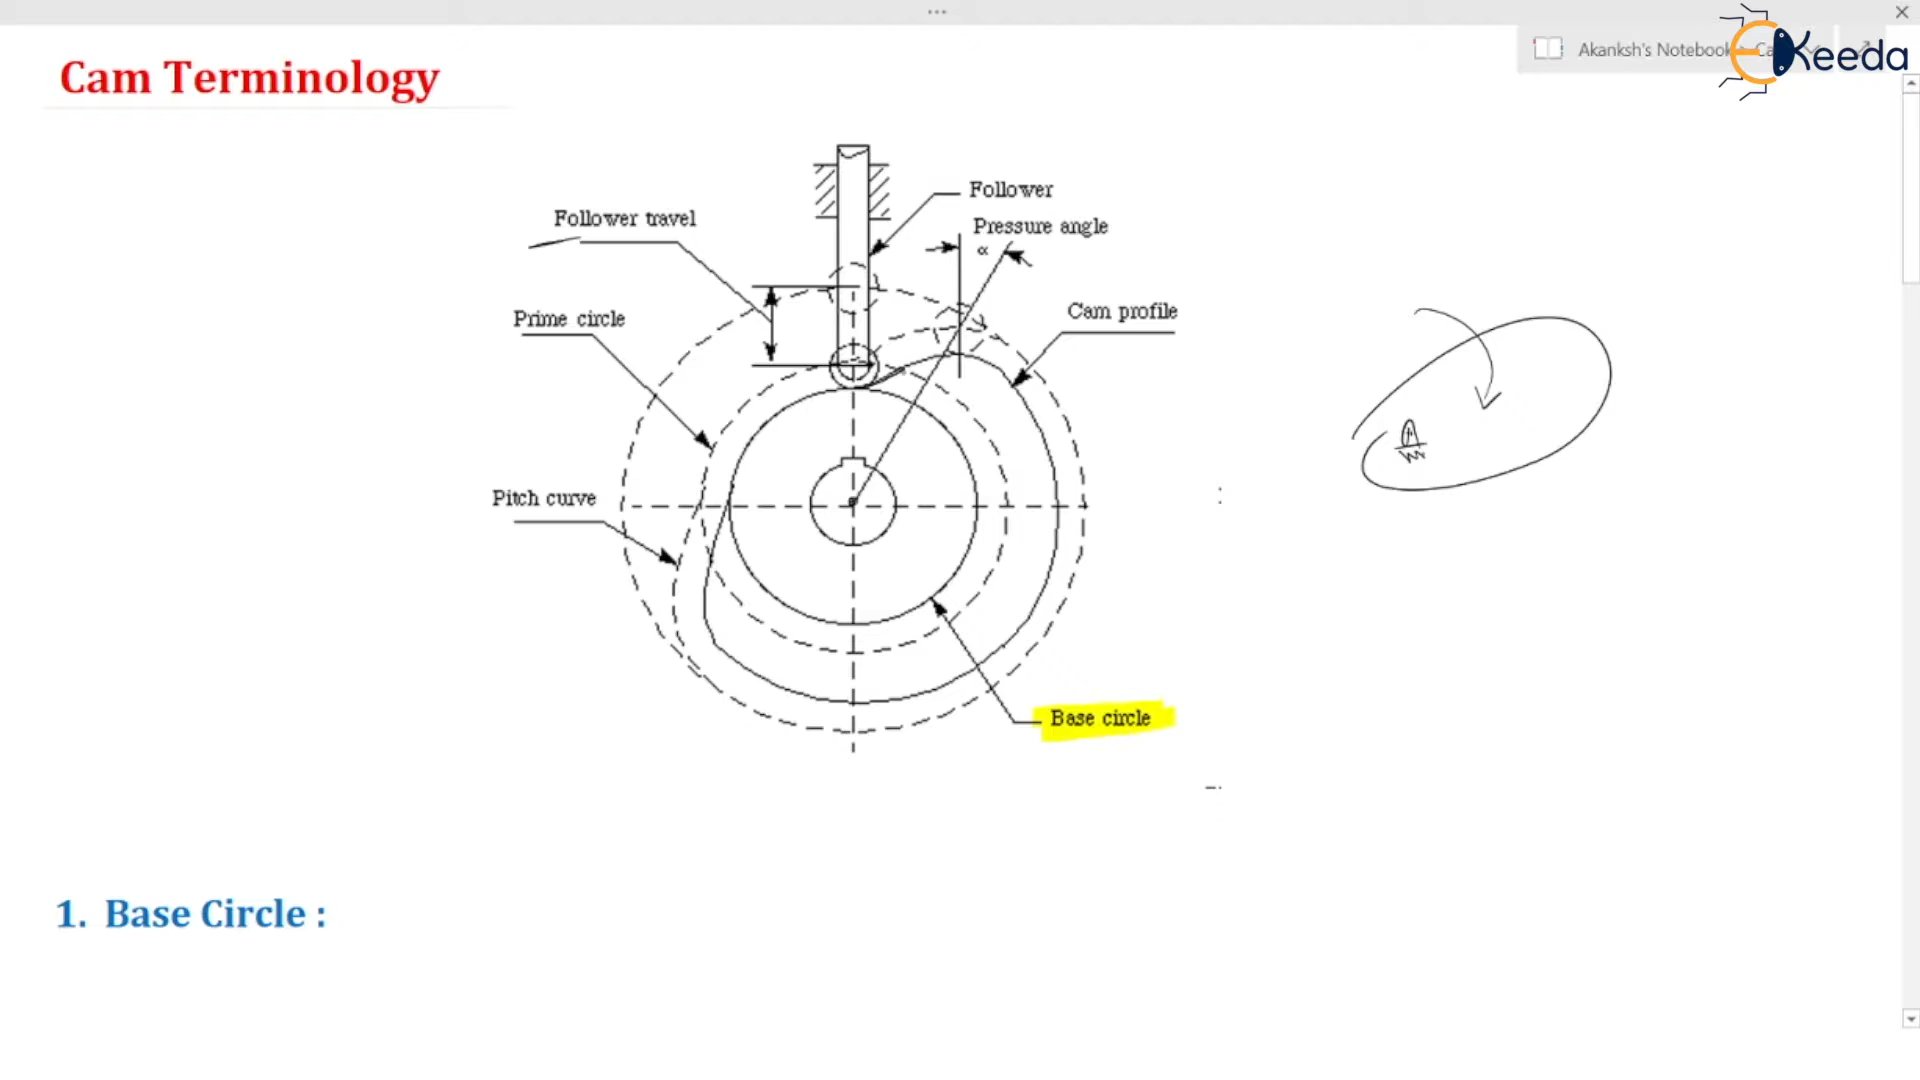 Akanksh's Notebook
EKeeda
Cam Terminology
Follower
Follower travel
Pressure angle
α
Cam profile
Prime circle
Pitch curve
Base circle
1. Base Circle :